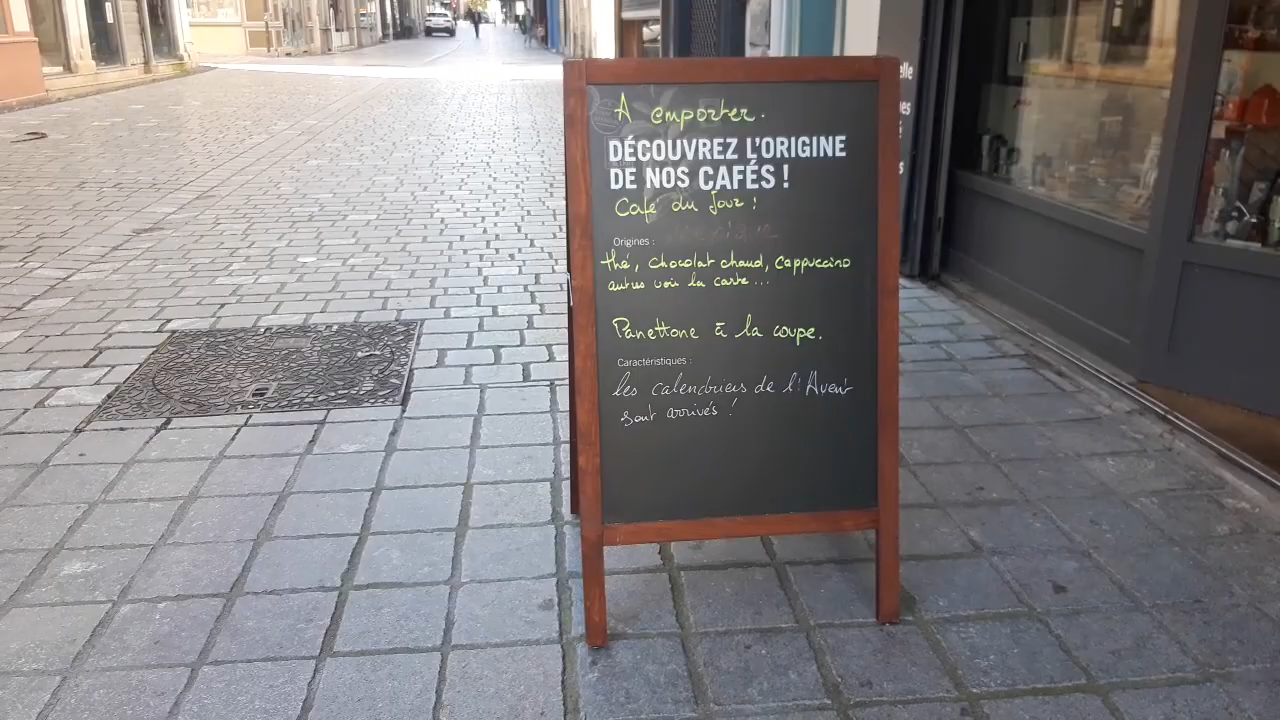 A emporter.
DÉCOUVREZ L'ORIGINE
DE NOS CAFÉS !
Café du Jour :
Origines :
thé, chocolat chaud, cappuccino
autres voir la carte...
Panettone à la coupe.
Caractéristiques :
les calendriers de l'Avent
sont arrivés !
elle